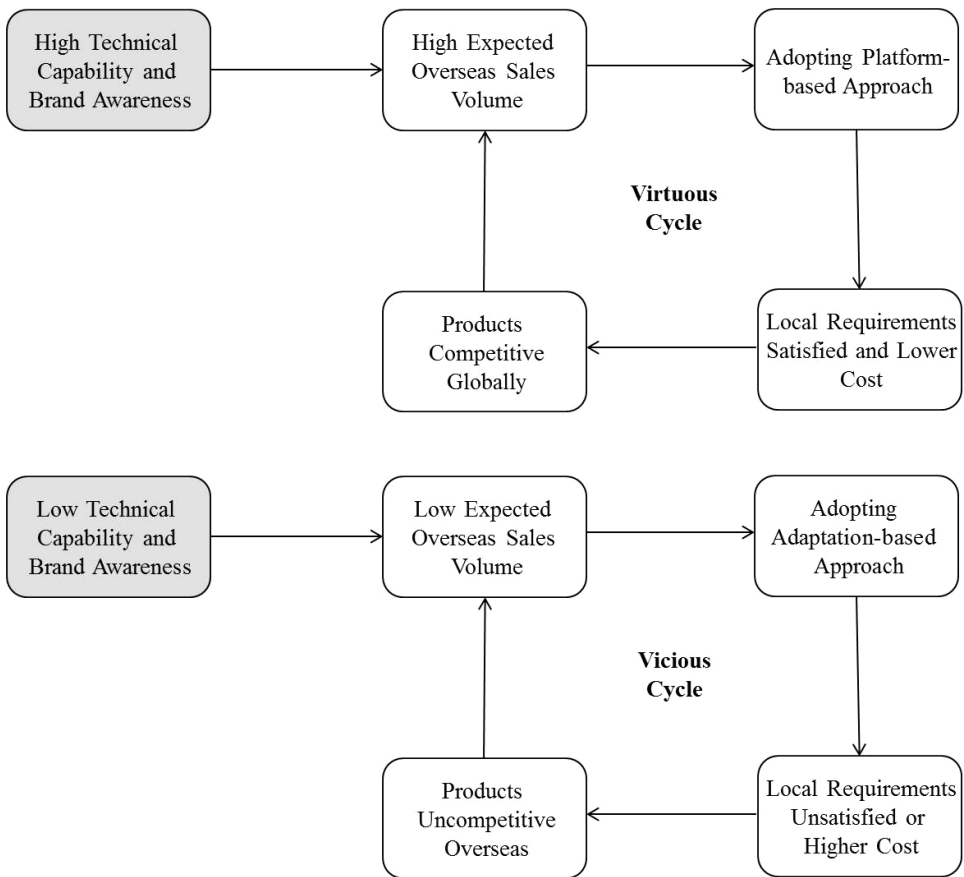 High Technical
Capability and
Brand Awareness
High Expected
Overseas Sales
Volume
Adopting Platform-
based Approach
Virtuous
Cycle
Products
Competitive
Globally
Local Requirements
Satisfied and Lower
Cost
Low Technical
Capability and
Brand Awareness
Low Expected
Overseas Sales
Volume
Adopting
Adaptation-based
Approach
Vicious
Cycle
Products
Uncompetitive
Overseas
Local Requirements
Unsatisfied or
Higher Cost